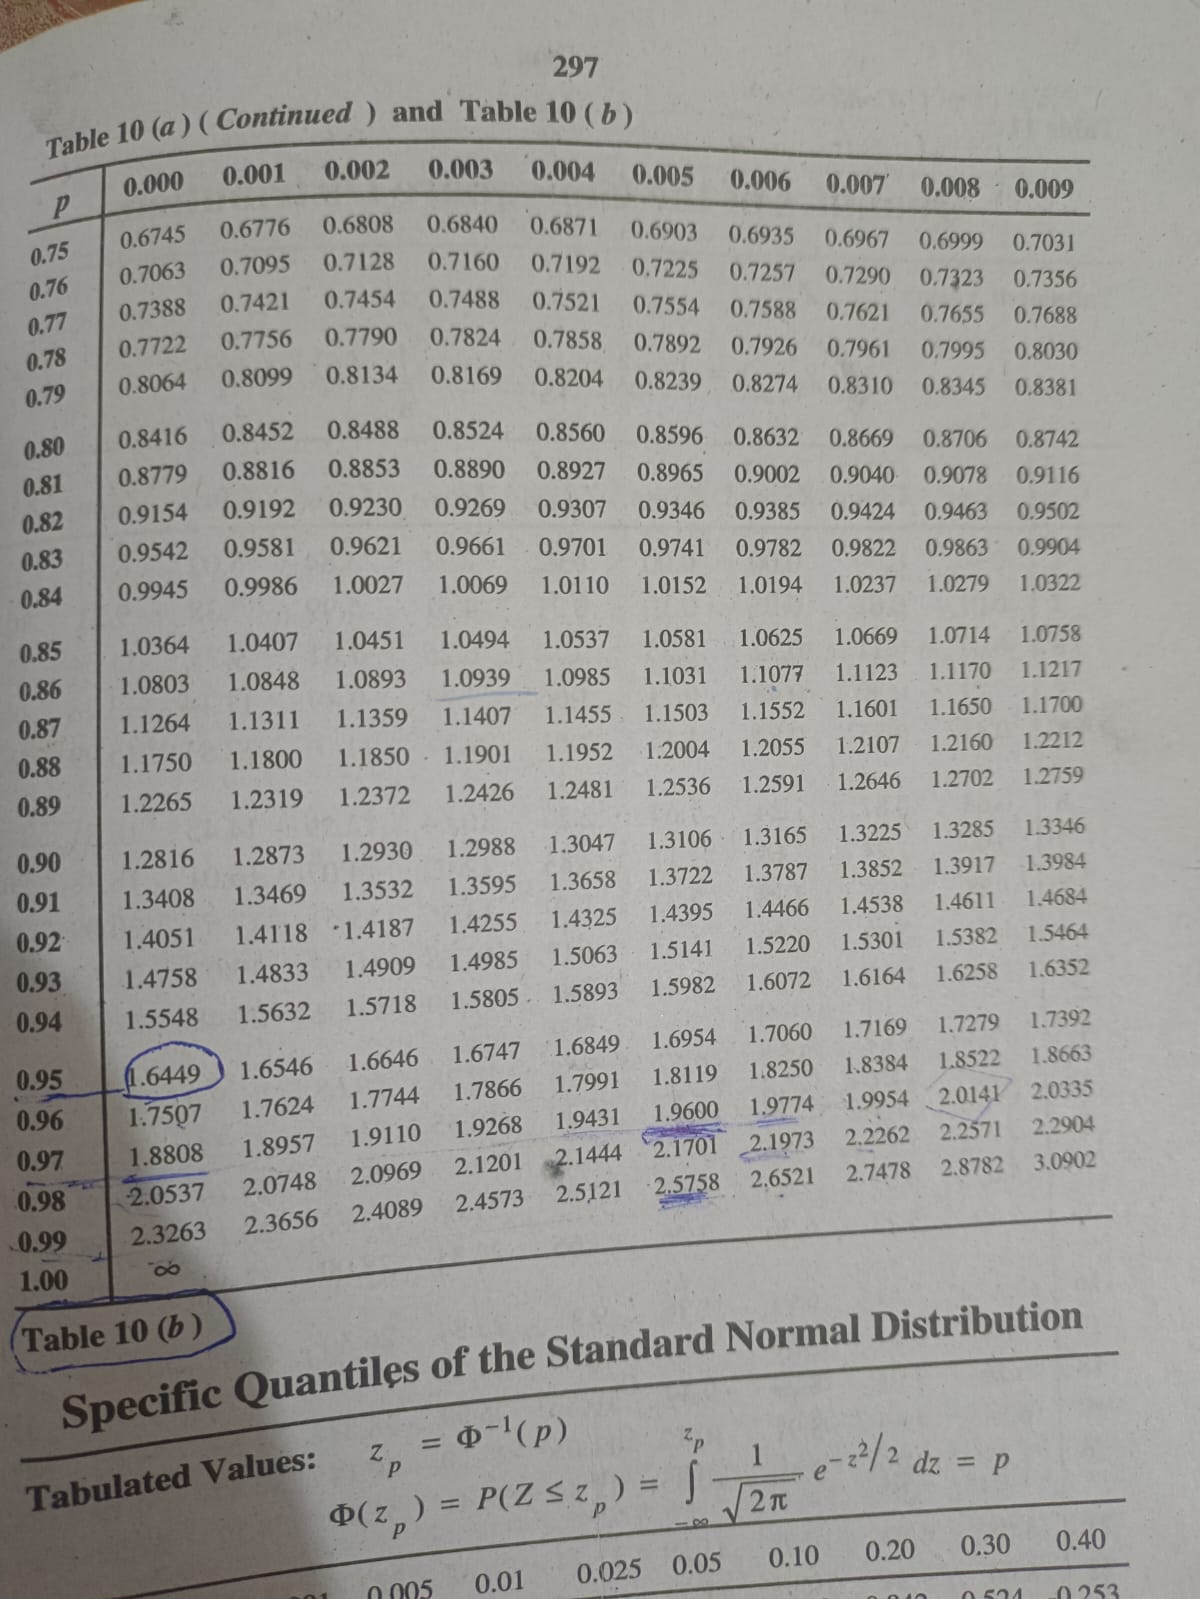 297
Table 10 (a) ( Continued ) and Table 10 (b)
p 0.000 0.001 0.002 0.003 0.004 0.005 0.006 0.007 0.008 0.009
0.75 0.6745 0.6776 0.6808 0.6840 0.6871 0.6903 0.6935 0.6967 0.6999 0.7031
0.76 0.7063 0.7095 0.7128 0.7160 0.7192 0.7225 0.7257 0.7290 0.7323 0.7356
0.77 0.7388 0.7421 0.7454 0.7488 0.7521 0.7554 0.7588 0.7621 0.7655 0.7688
0.78 0.7722 0.7756 0.7790 0.7824 0.7858 0.7892 0.7926 0.7961 0.7995 0.8030
0.79 0.8064 0.8099 0.8134 0.8169 0.8204 0.8239 0.8274 0.8310 0.8345 0.8381
0.80 0.8416 0.8452 0.8488 0.8524 0.8560 0.8596 0.8632 0.8669 0.8706 0.8742
0.81 0.8779 0.8816 0.8853 0.8890 0.8927 0.8965 0.9002 0.9040 0.9078 0.9116
0.82 0.9154 0.9192 0.9230 0.9269 0.9307 0.9346 0.9385 0.9424 0.9463 0.9502
0.83 0.9542 0.9581 0.9621 0.9661 0.9701 0.9741 0.9782 0.9822 0.9863 0.9904
0.84 0.9945 0.9986 1.0027 1.0069 1.0110 1.0152 1.0194 1.0237 1.0279 1.0322
0.85 1.0364 1.0407 1.0451 1.0494 1.0537 1.0581 1.0625 1.0669 1.0714 1.0758
0.86 1.0803 1.0848 1.0893 1.0939 1.0985 1.1031 1.1077 1.1123 1.1170 1.1217
0.87 1.1264 1.1311 1.1359 1.1407 1.1455 1.1503 1.1552 1.1601 1.1650 1.1700
0.88 1.1750 1.1800 1.1850 1.1901 1.1952 1.2004 1.2055 1.2107 1.2160 1.2212
0.89 1.2265 1.2319 1.2372 1.2426 1.2481 1.2536 1.2591 1.2646 1.2702 1.2759
0.90 1.2816 1.2873 1.2930 1.2988 1.3047 1.3106 1.3165 1.3225 1.3285 1.3346
0.91 1.3408 1.3469 1.3532 1.3595 1.3658 1.3722 1.3787 1.3852 1.3917 1.3984
0.92 1.4051 1.4118 1.4187 1.4255 1.4325 1.4395 1.4466 1.4538 1.4611 1.4684
0.93 1.4758 1.4833 1.4909 1.4985 1.5063 1.5141 1.5220 1.5301 1.5382 1.5464
0.94 1.5548 1.5632 1.5718 1.5805 1.5893 1.5982 1.6072 1.6164 1.6258 1.6352
0.95 1.6449 1.6546 1.6646 1.6747 1.6849 1.6954 1.7060 1.7169 1.7279 1.7392
0.96 1.7507 1.7624 1.7744 1.7866 1.7991 1.8119 1.8250 1.8384 1.8522 1.8663
0.97 1.8808 1.8957 1.9110 1.9268 1.9431 1.9600 1.9774 1.9954 2.0141 2.0335
0.98 2.0537 2.0748 2.0969 2.1201 2.1444 2.1701 2.1973 2.2262 2.2571 2.2904
0.99 2.3263 2.3656 2.4089 2.4573 2.5121 2.5758 2.6521 2.7478 2.8782 3.0902
1.00 ∞
Table 10 (b)
Specific Quantiles of the Standard Normal Distribution
Tabulated Values: z_p = Φ⁻¹(p)
Φ(z_p) = P(Z ≤ z_p) = ∫_{-∞}^{z_p} 1/√(2π) e^{-z²/2} dz = p
0.005 0.01 0.025 0.05 0.10 0.20 0.30 0.40
-0.253